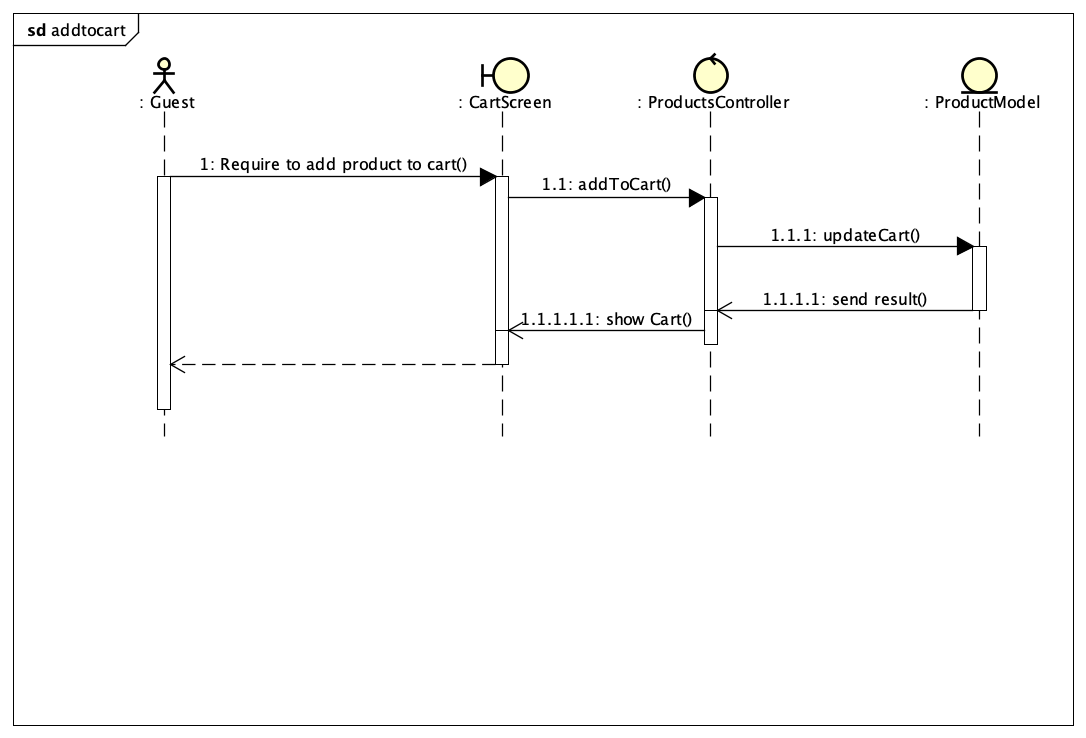 sd addtocart
: Guest
: CartScreen
: ProductsController
: ProductModel
1: Require to add product to cart()
1.1: addToCart()
1.1.1: updateCart()
1.1.1.1: send result()
1.1.1.1.1: show Cart()